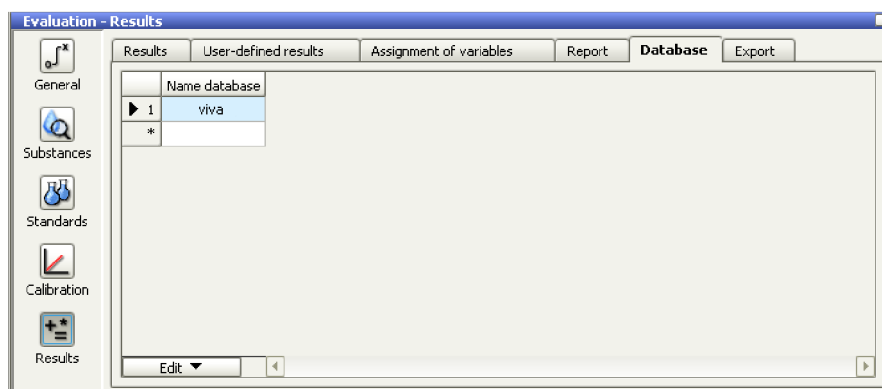 Evaluation - Results
General
Substances
Standards
Calibration
Results
Results User-defined results Assignment of variables Report Database Export
Name database
1 viva
*
Edit